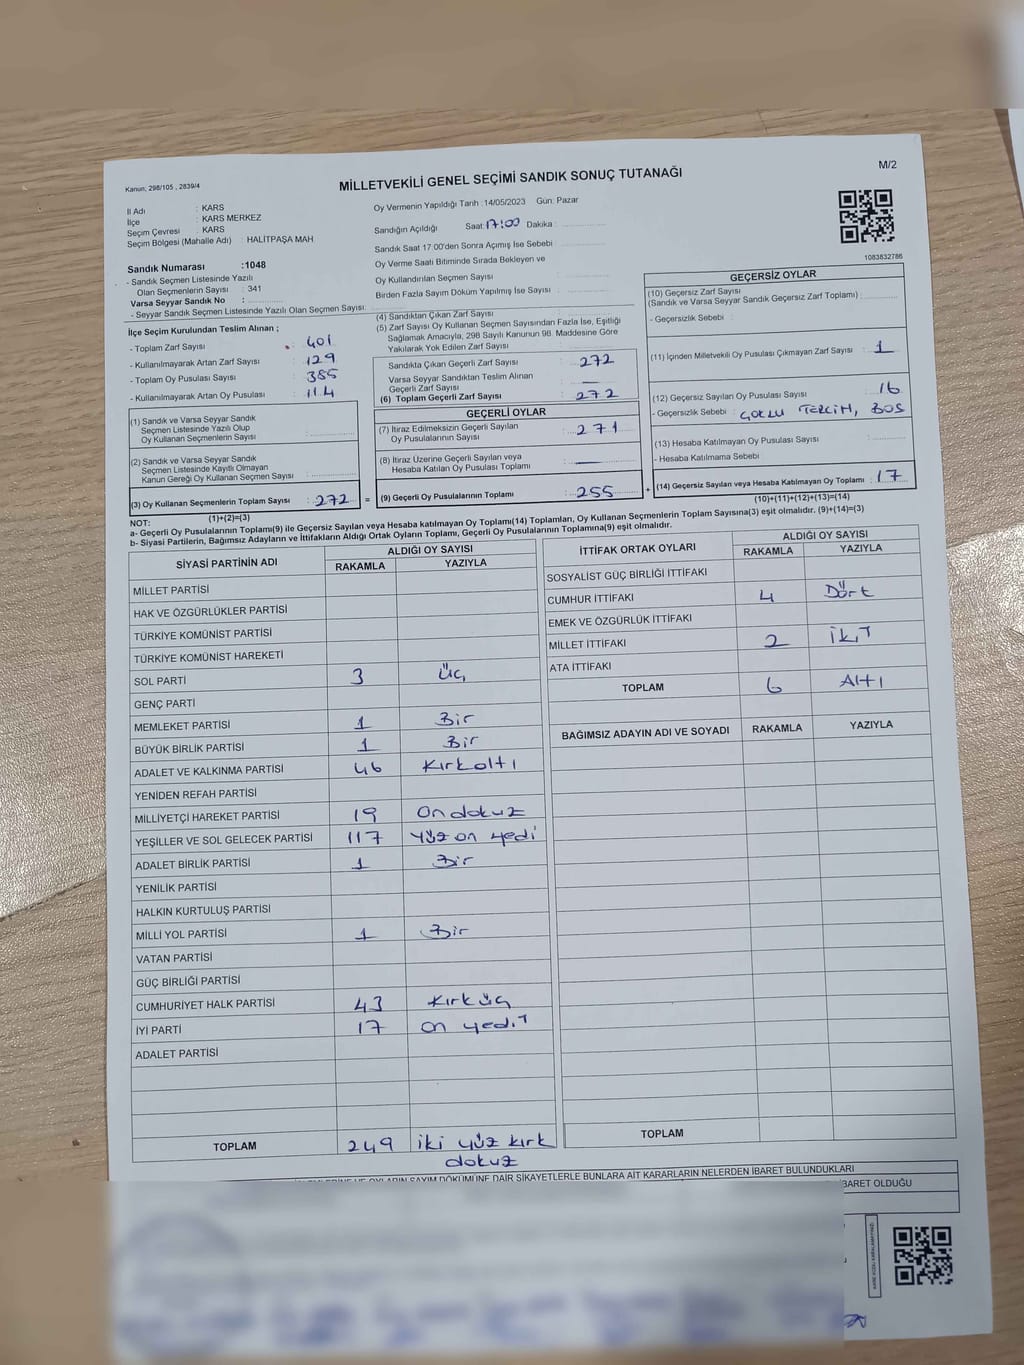 Kanun, 298/105 , 2839/4
M/2
MİLLETVEKİLİ GENEL SEÇİMİ SANDIK SONUÇ TUTANAĞI
İl Adı : KARS
İlçe : KARS MERKEZ
Seçim Çevresi : KARS
Seçim Bölgesi (Mahalle Adı) : HALİTPAŞA MAH
Sandık Numarası :1048
- Sandık Seçmen Listesinde Yazılı
Olan Seçmenlerin Sayısı : 341
Varsa Seyyar Sandık No :
- Seyyar Sandık Seçmen Listesinde Yazılı Olan Seçmen Sayısı:
Oy Vermenin Yapıldığı Tarih :14/05/2023 Gün: Pazar
Sandığın Açıldığı Saat: 17:00 Dakika :
Sandık Saat 17:00'den Sonra Açımış İse Sebebi :
Oy Verme Saati Bitiminde Sırada Bekleyen ve
Oy Kullandırılan Seçmen Sayısı :
Birden Fazla Sayım Döküm Yapılmış İse Sayısı :
1083832786
İlçe Seçim Kurulundan Teslim Alınan ;
- Toplam Zarf Sayısı : 401
- Kullanılmayarak Artan Zarf Sayısı : 129
- Toplam Oy Pusulası Sayısı : 385
- Kullanılmayarak Artan Oy Pusulası : 114
(1) Sandık ve Varsa Seyyar Sandık
Seçmen Listesinde Yazılı Olup
Oy Kullanan Seçmenlerin Sayısı :
(2) Sandık ve Varsa Seyyar Sandık
Seçmen Listesinde Kayıtlı Olmayan
Kanun Gereği Oy Kullanan Seçmen Sayısı :
(3) Oy Kullanan Seçmenlerin Toplam Sayısı : 272 =
(1)+(2)=(3)
(4) Sandıktan Çıkan Zarf Sayısı :
(5) Zarf Sayısı Oy Kullanan Seçmen Sayısından Fazla İse, Eşitliği
Sağlamak Amacıyla, 298 Sayılı Kanunun 98. Maddesine Göre
Yakılarak Yok Edilen Zarf Sayısı :
Sandıkta Çıkan Geçerli Zarf Sayısı : 272
Varsa Seyyar Sandıktan Teslim Alınan
Geçerli Zarf Sayısı : —
(6) Toplam Geçerli Zarf Sayısı : 272
GEÇERLİ OYLAR
(7) İtiraz Edilmeksizin Geçerli Sayılan
Oy Pusulalarının Sayısı : 271
(8) İtiraz Üzerine Geçerli Sayılan veya
Hesaba Katılan Oy Pusulası Toplamı : —
(9) Geçerli Oy Pusulalarının Toplamı : 255 +
GEÇERSİZ OYLAR
(10) Geçersiz Zarf Sayısı
(Sandık ve Varsa Seyyar Sandık Geçersiz Zarf Toplamı) :
- Geçersizlik Sebebi :
(11) İçinden Milletvekili Oy Pusulası Çıkmayan Zarf Sayısı : 1
(12) Geçersiz Sayılan Oy Pusulası Sayısı : 16
- Geçersizlik Sebebi : ÇOKLU TERCİH, BOŞ
(13) Hesaba Katılmayan Oy Pusulası Sayısı :
- Hesaba Katılmama Sebebi :
(14) Geçersiz Sayılan veya Hesaba Katılmayan Oy Toplamı : 17
(10)+(11)+(12)+(13)=(14)
NOT:
a- Geçerli Oy Pusulalarının Toplamı(9) ile Geçersiz Sayılan veya Hesaba katılmayan Oy Toplamı(14) Toplamları, Oy Kullanan Seçmenlerin Toplam Sayısına(3) eşit olmalıdır. (9)+(14)=(3)
b- Siyasi Partilerin, Bağımsız Adayların ve İttifakların Aldığı Ortak Oyların Toplamı, Geçerli Oy Pusulalarının Toplamına(9) eşit olmalıdır.
SİYASİ PARTİNİN ADI ALDIĞI OY SAYISI
RAKAMLA YAZIYLA
MİLLET PARTİSİ
HAK VE ÖZGÜRLÜKLER PARTİSİ
TÜRKİYE KOMÜNİST PARTİSİ
TÜRKİYE KOMÜNİST HAREKETİ
SOL PARTİ 3 üç
GENÇ PARTİ
MEMLEKET PARTİSİ 1 Bir
BÜYÜK BİRLİK PARTİSİ 1 Bir
ADALET VE KALKINMA PARTİSİ 46 kırkaltı
YENİDEN REFAH PARTİSİ
MİLLİYETÇİ HAREKET PARTİSİ 19 on dokuz
YEŞİLLER VE SOL GELECEK PARTİSİ 117 yüz on yedi
ADALET BİRLİK PARTİSİ 1 Bir
YENİLİK PARTİSİ
HALKIN KURTULUŞ PARTİSİ
MİLLİ YOL PARTİSİ 1 Bir
VATAN PARTİSİ
GÜÇ BİRLİĞİ PARTİSİ
CUMHURİYET HALK PARTİSİ 43 kırk üç
İYİ PARTİ 17 on yedi
ADALET PARTİSİ
TOPLAM 249 iki yüz kırk
dokuz
İTTİFAK ORTAK OYLARI ALDIĞI OY SAYISI
RAKAMLA YAZIYLA
SOSYALİST GÜÇ BİRLİĞİ İTTİFAKI
CUMHUR İTTİFAKI 4 Dört
EMEK VE ÖZGÜRLÜK İTTİFAKI
MİLLET İTTİFAKI 2 iki
ATA İTTİFAKI
TOPLAM 6 Altı
BAĞIMSIZ ADAYIN ADI VE SOYADI RAKAMLA YAZIYLA
TOPLAM
OYLARIN SAYIM DÖKÜMÜNE DAİR ŞİKAYETLERLE BUNLARA AİT KARARLARIN NELERDEN İBARET BULUNDUKLARI
İBARET OLDUĞU